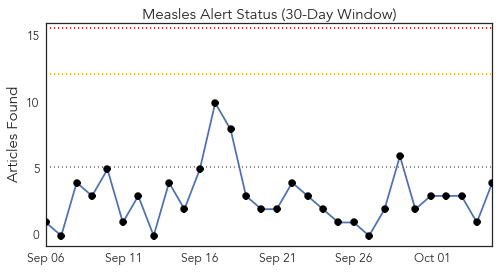 Measles Alert Status (30-Day Window)
Articles Found
15
10
5
0
Sep 06
Sep 11
Sep 16
Sep 21
Sep 26
Oct 01